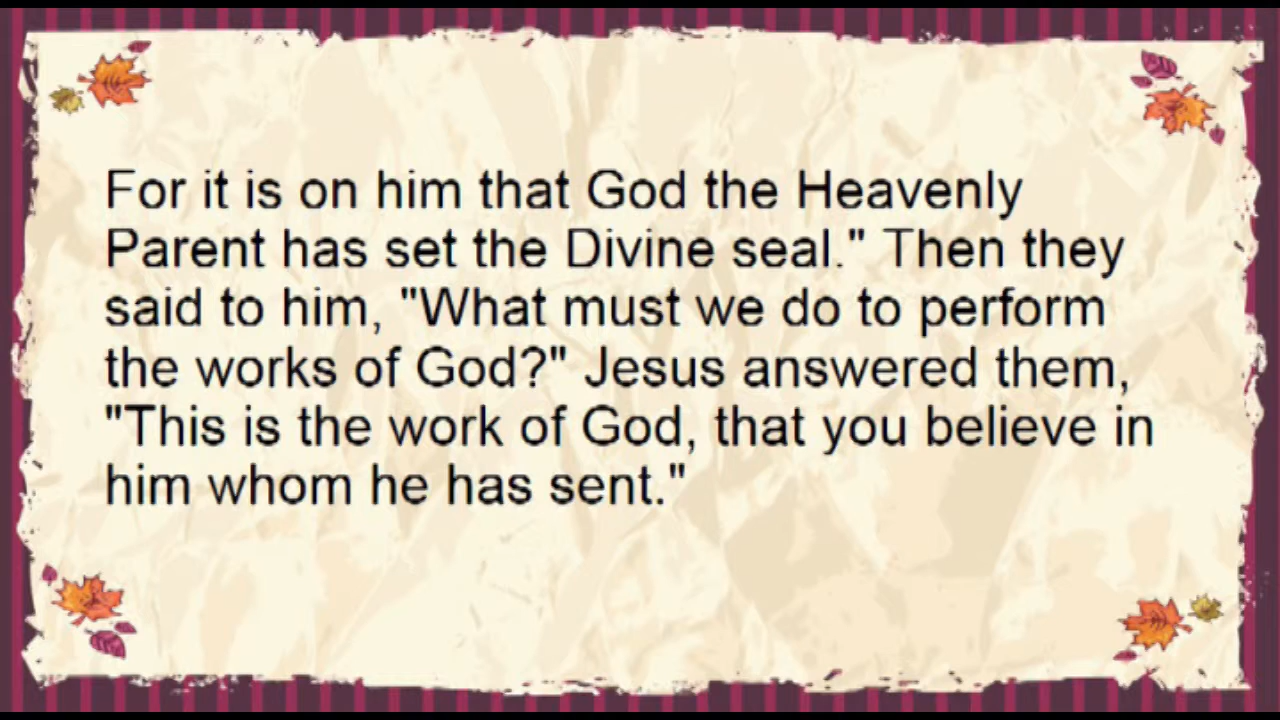 For it is on him that God the Heavenly
Parent has set the Divine seal." Then they
said to him, "What must we do to perform
the works of God?" Jesus answered them,
"This is the work of God, that you believe in
him whom he has sent."